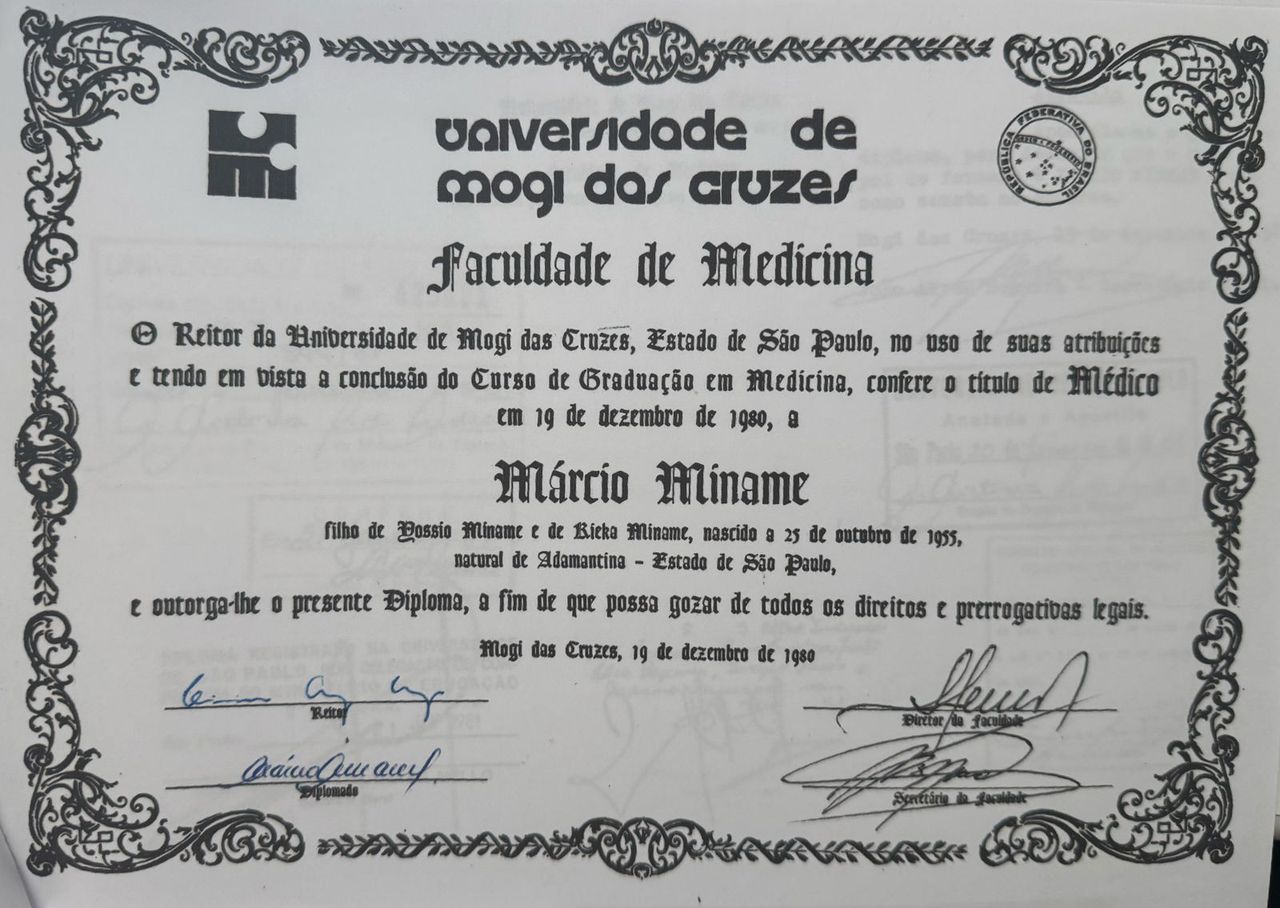 universidade de
mogi das cruzes
REPÚBLICA FEDERATIVA DO BRASIL
Faculdade de Medicina
O Reitor da Universidade de Mogi das Cruzes, Estado de São Paulo, no uso de suas atribuições
e tendo em vista a conclusão do Curso de Graduação em Medicina, confere o título de Médico
em 19 de dezembro de 1980, a
Márcio Miname
filho de Yossio Miname e de Kieka Miname, nascido a 25 de outubro de 1955,
natural de Adamantina - Estado de São Paulo,
e outorga-lhe o presente Diploma, a fim de que possa gozar de todos os direitos e prerrogativas legais.
Mogi das Cruzes, 19 de dezembro de 1980
Reitor
Diretor da Faculdade
Diplomado
Secretário da Faculdade